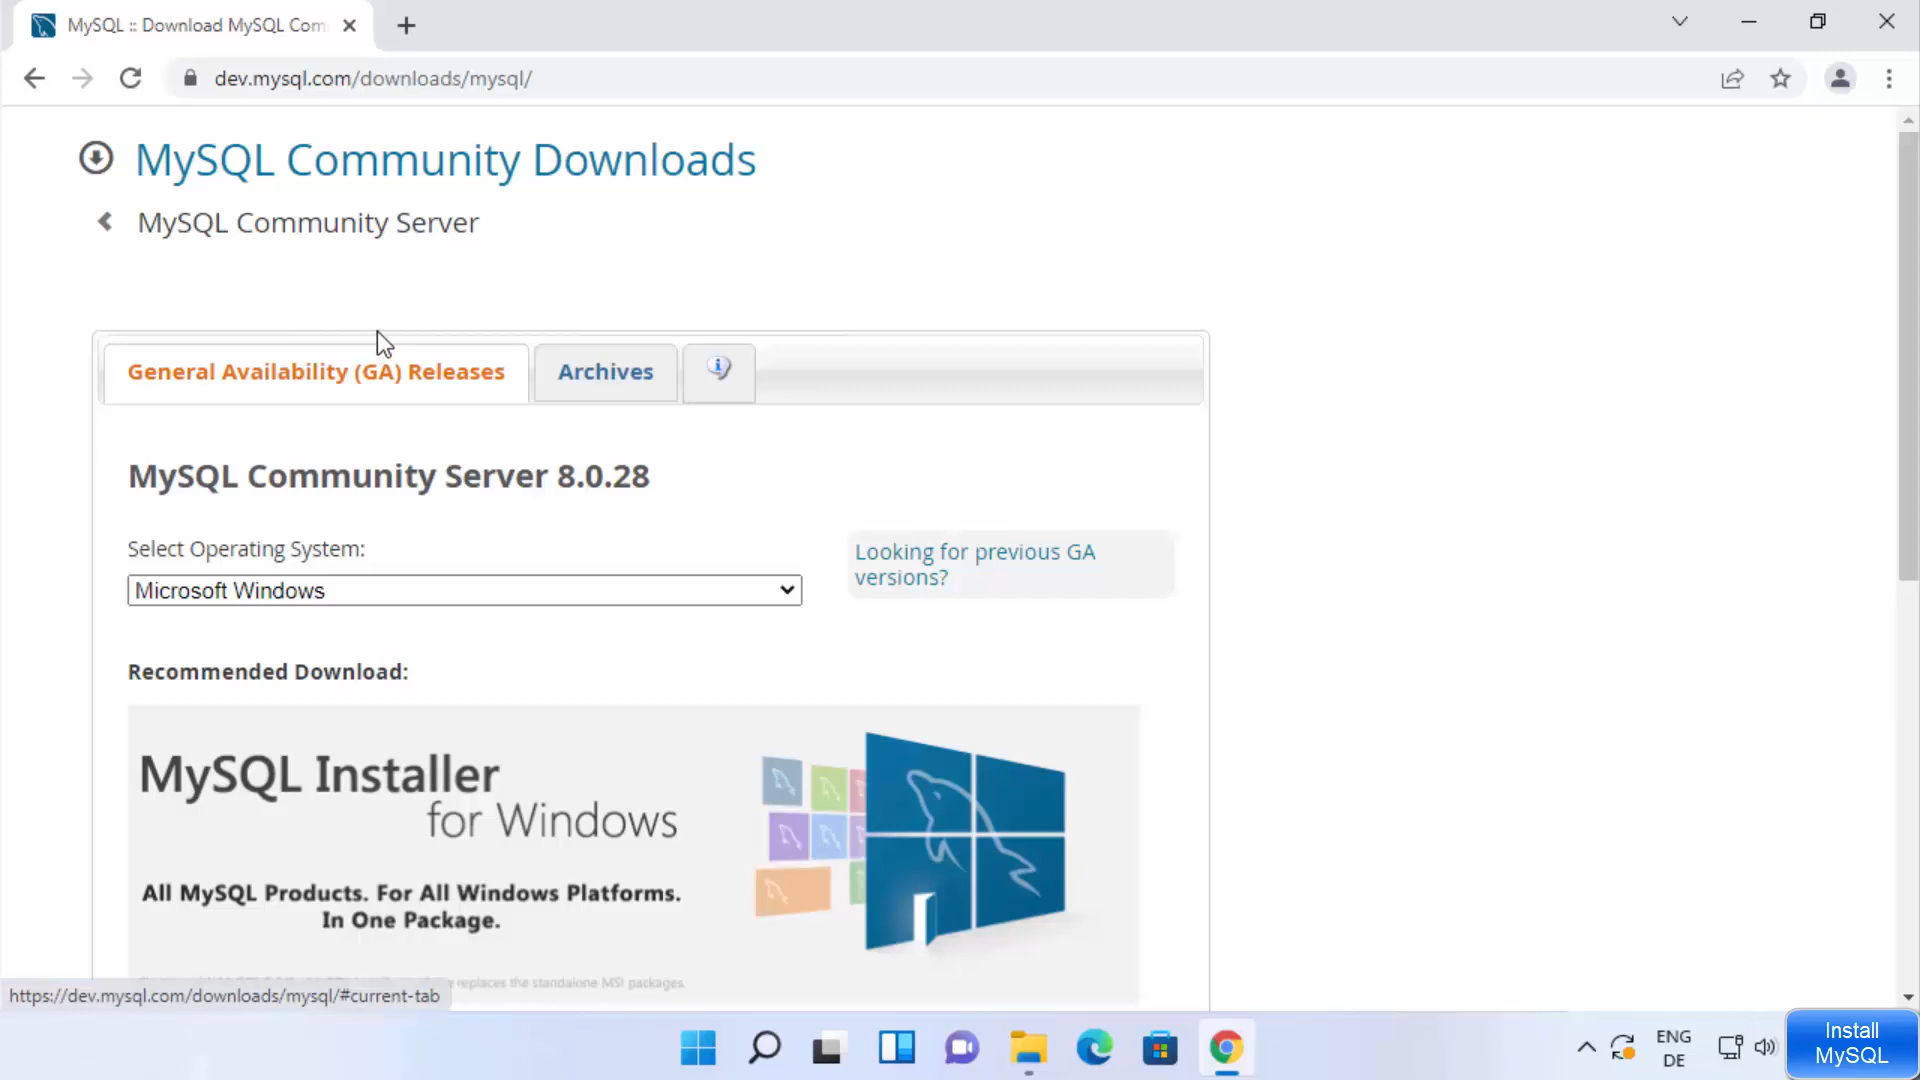 MySQL :: Download MySQL Com
dev.mysql.com/downloads/mysql/
MySQL Community Downloads
MySQL Community Server
General Availability (GA) Releases
Archives
MySQL Community Server 8.0.28
Select Operating System:
Microsoft Windows
Looking for previous GA
versions?
Recommended Download:
MySQL Installer
for Windows
All MySQL Products. For All Windows Platforms.
In One Package.
replaces the standalone MSI packages.
https://dev.mysql.com/downloads/mysql/#current-tab
ENG
DE
Install
MySQL